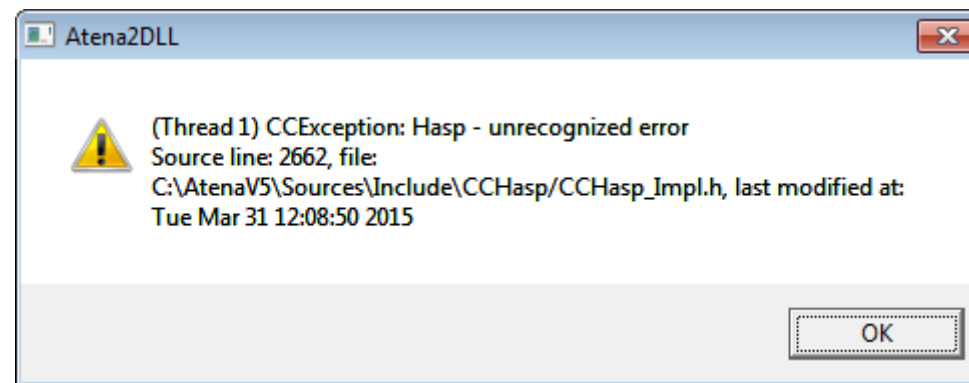 Atena2DLL
(Thread 1) CCException: Hasp - unrecognized error
Source line: 2662, file:
C:\AtenaV5\Sources\Include\CCHasp/CCHasp_Impl.h, last modified at:
Tue Mar 31 12:08:50 2015
OK